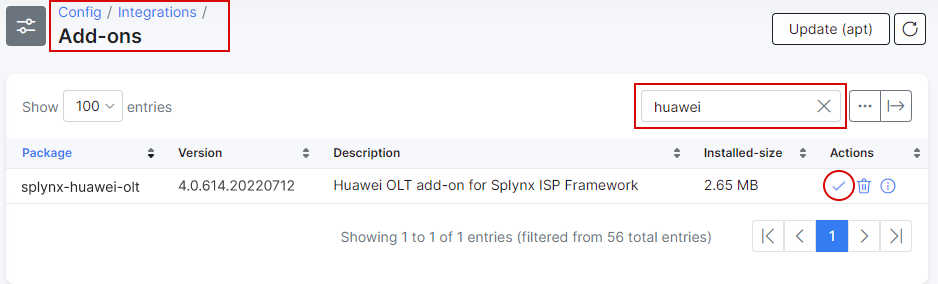 Config / Integrations /
Add-ons
Update (apt)
Show 100 entries
huawei
Package Version Description Installed-size Actions
splynx-huawei-olt 4.0.614.20220712 Huawei OLT add-on for Splynx ISP Framework 2.65 MB
Showing 1 to 1 of 1 entries (filtered from 56 total entries)
1